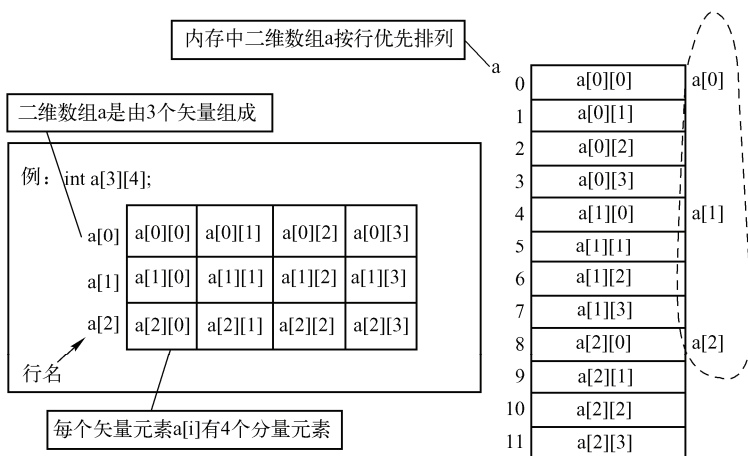 内存中二维数组a按行优先排列
二维数组a是由3个矢量组成
例：int a[3][4];
a[0] a[0][0] a[0][1] a[0][2] a[0][3]
a[1] a[1][0] a[1][1] a[1][2] a[1][3]
a[2] a[2][0] a[2][1] a[2][2] a[2][3]
行名
每个矢量元素a[i]有4个分量元素
a
0 a[0][0] a[0]
1 a[0][1]
2 a[0][2]
3 a[0][3]
4 a[1][0] a[1]
5 a[1][1]
6 a[1][2]
7 a[1][3]
8 a[2][0] a[2]
9 a[2][1]
10 a[2][2]
11 a[2][3]